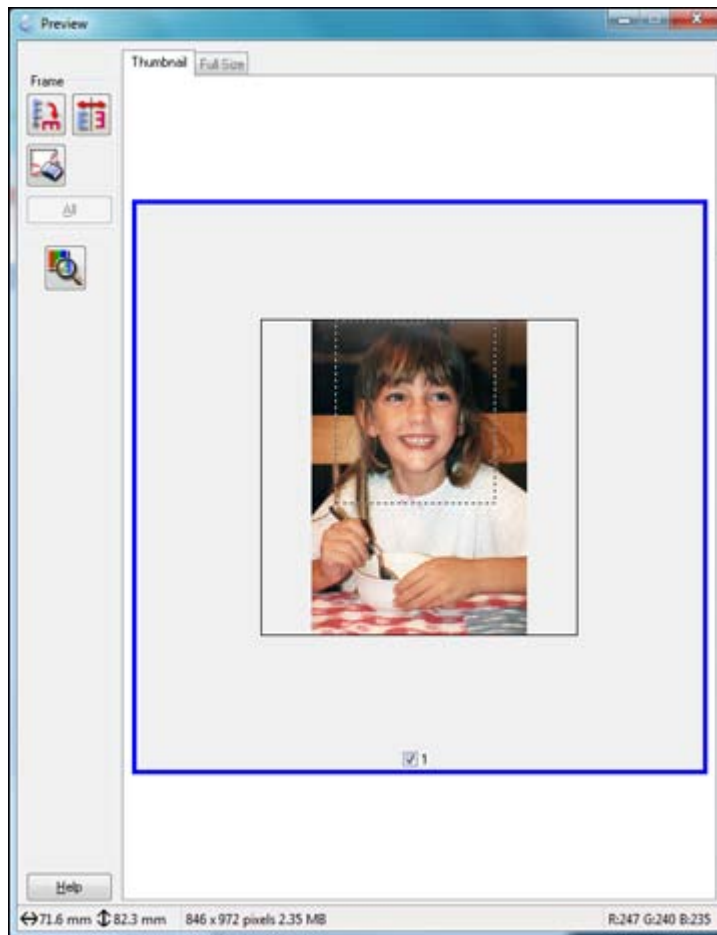 Preview
Thumbnail Full Size
Frame
All
1
Help
71.6 mm 82.3 mm 846 x 972 pixels 2.35 MB R:247 G:240 B:235